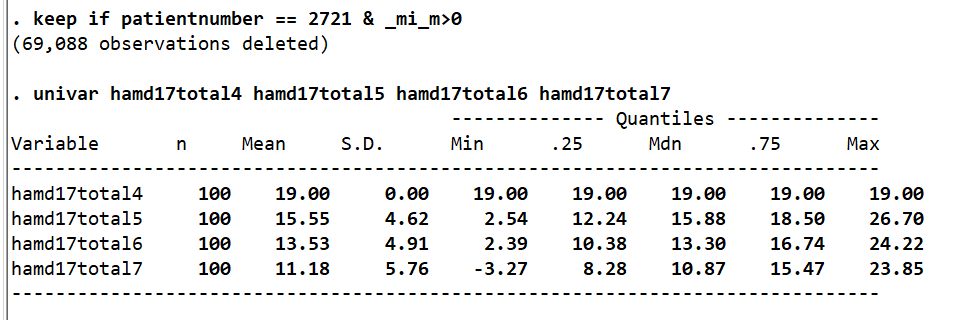 . keep if patientnumber == 2721 & _mi_m>0
(69,088 observations deleted)
. univar hamd17total4 hamd17total5 hamd17total6 hamd17total7
-------------- Quantiles --------------
Variable n Mean S.D. Min .25 Mdn .75 Max
-------------------------------------------------------------------------------
hamd17total4 100 19.00 0.00 19.00 19.00 19.00 19.00 19.00
hamd17total5 100 15.55 4.62 2.54 12.24 15.88 18.50 26.70
hamd17total6 100 13.53 4.91 2.39 10.38 13.30 16.74 24.22
hamd17total7 100 11.18 5.76 -3.27 8.28 10.87 15.47 23.85
-------------------------------------------------------------------------------